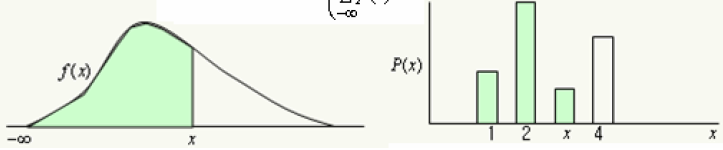 f(x)
-∞
x
-∞
P(x)
1 2 x 4 x